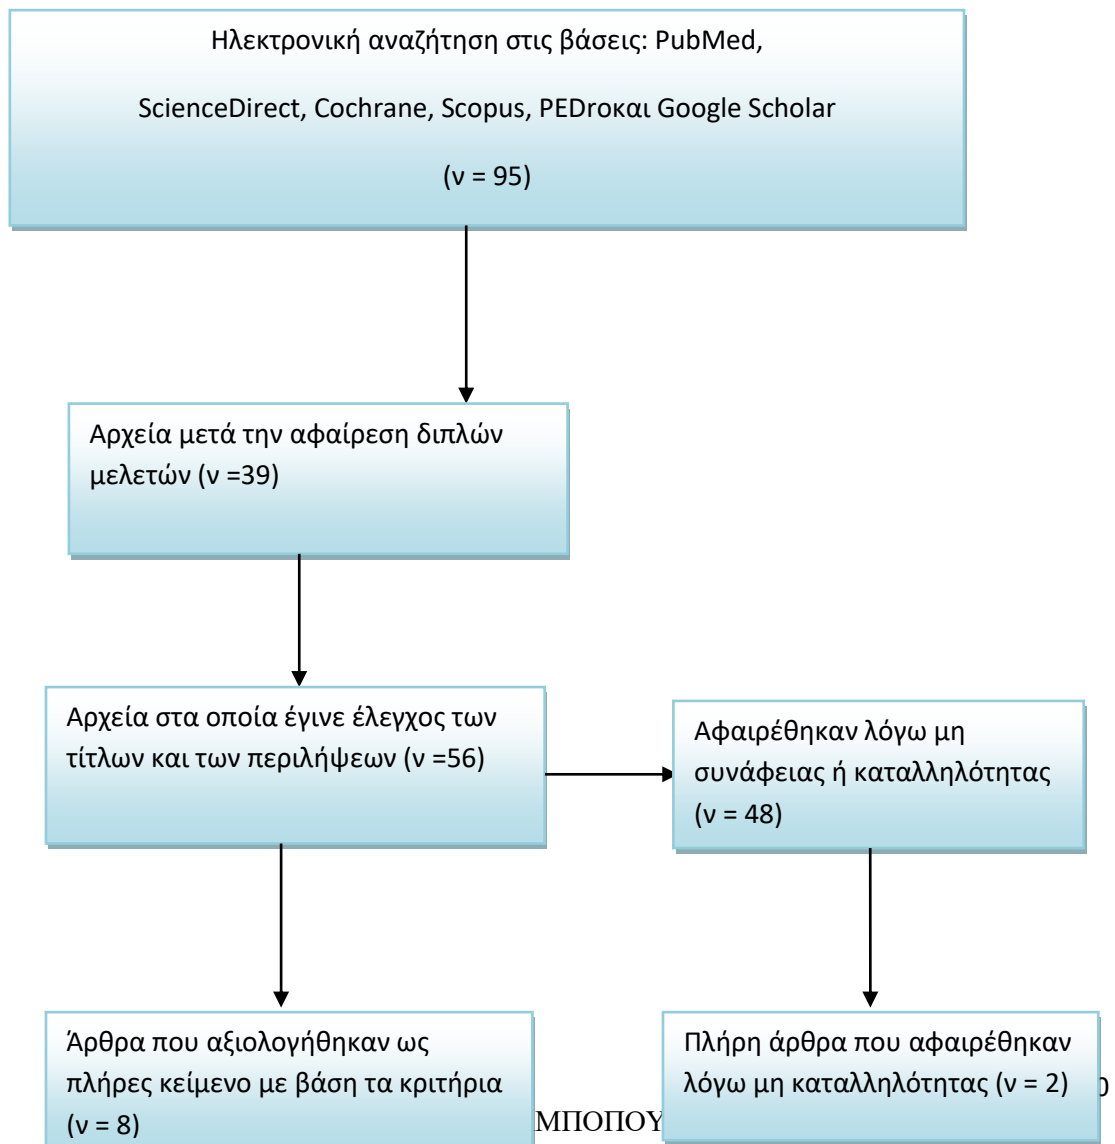 Ηλεκτρονική αναζήτηση στις βάσεις: PubMed,
ScienceDirect, Cochrane, Scopus, PEDroκαι Google Scholar
(ν = 95)
Αρχεία μετά την αφαίρεση διπλών
μελετών (ν =39)
Αρχεία στα οποία έγινε έλεγχος των
τίτλων και των περιλήψεων (ν =56)
Αφαιρέθηκαν λόγω μη
συνάφειας ή καταλληλότητας
(ν = 48)
Άρθρα που αξιολογήθηκαν ως
πλήρες κείμενο με βάση τα κριτήρια
(ν = 8)
Πλήρη άρθρα που αφαιρέθηκαν
λόγω μη καταλληλότητας (ν = 2)
ΜΠΟΠΟΥ